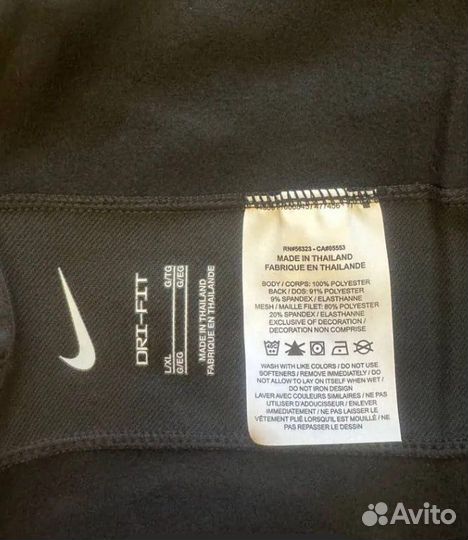 RN#56323 - CA#05553
MADE IN THAILAND
FABRIQUE EN THAILANDE
BODY / CORPS: 100% POLYESTER
BACK / DOS: 91% POLYESTER
9% SPANDEX / ELASTHANNE
MESH / MAILLE FILET: 80% POLYESTER
20% SPANDEX / ELASTHANNE
EXCLUSIVE OF DECORATION /
DECORATION NON COMPRISE
WASH WITH LIKE COLORS / DO NOT USE
SOFTENERS / REMOVE IMMEDIATELY / DO
NOT ALLOW TO LAY ON ITSELF WHEN WET /
DO NOT IRON DESIGN
LAVER AVEC COULEURS SIMILAIRES / NE PAS
UTILISER D'ADOUCISSEUR / ENLEVER
IMMEDIATEMENT / NE PAS LAISSER LE
VÊTEMENT PLIÉ LORSQU'IL EST MOUILLÉ / NE
PAS REPASSER LE DESSIN
DRI-FIT
L/XL G/TG
G/EG G/EG
MADE IN THAILAND
FABRIQUE EN THAILANDE
Avito